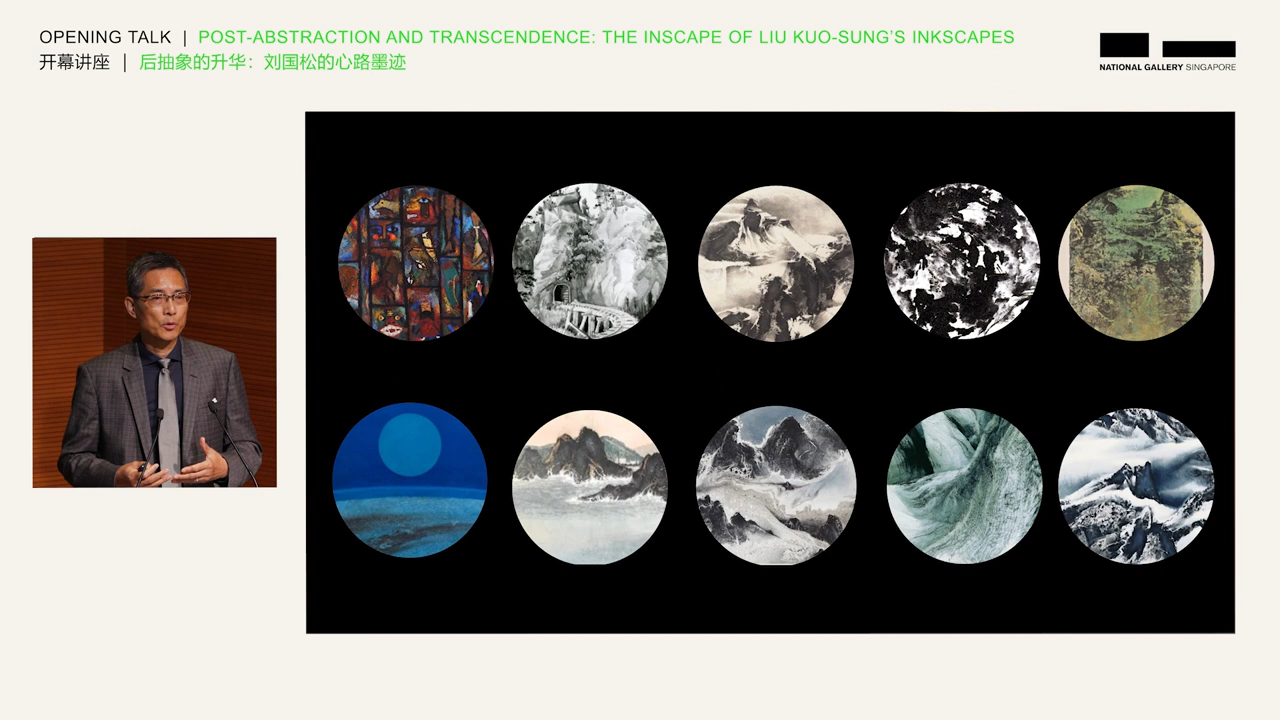 OPENING TALK | POST-ABSTRACTION AND TRANSCENDENCE: THE INSCAPE OF LIU KUO-SUNG'S INKSCAPES
开幕讲座 | 后抽象的升华：刘国松的心路墨迹
NATIONAL GALLERY SINGAPORE